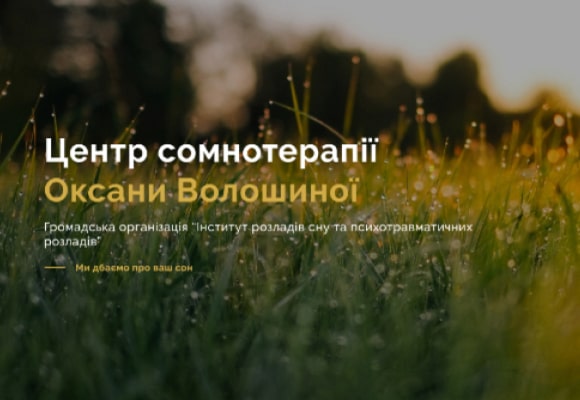 Центр сомнотерапії
Оксани Волошиної
Громадська організація "Інститут розладів сну та психотравматичних
розладів"
Ми дбаємо про ваш сон